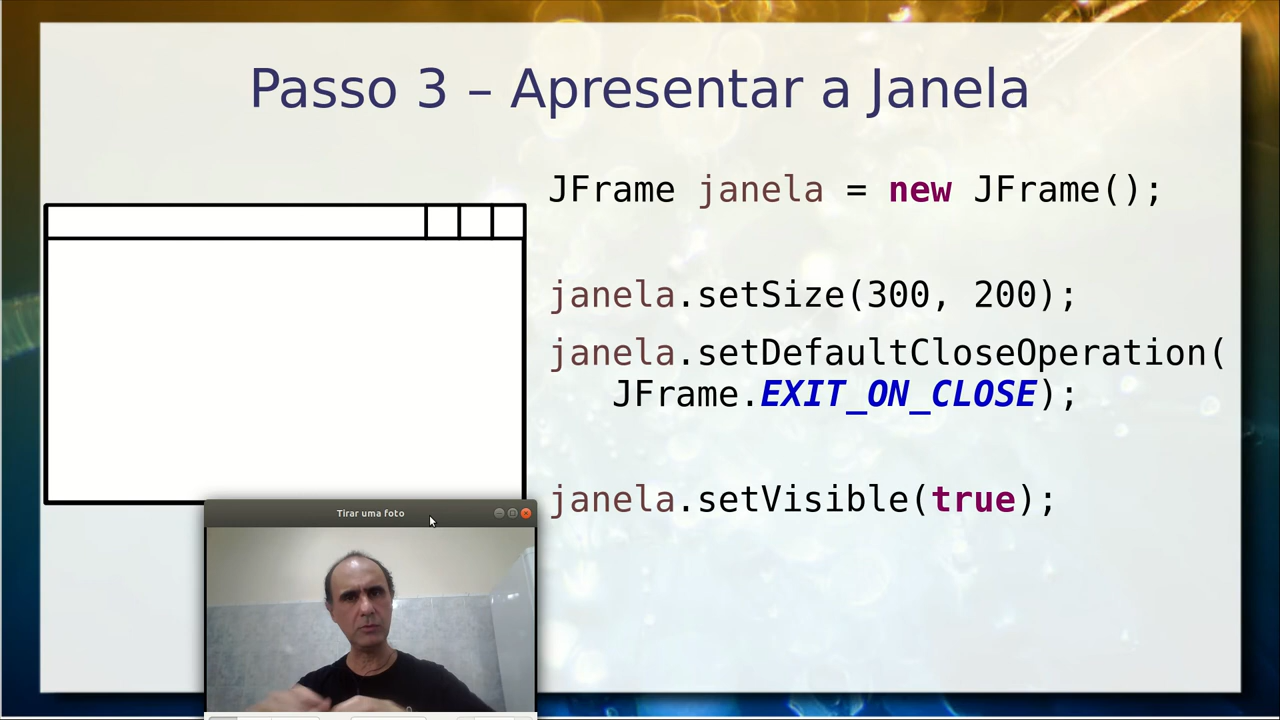 Passo 3 – Apresentar a Janela
JFrame janela = new JFrame();
janela.setSize(300, 200);
janela.setDefaultCloseOperation(
JFrame.EXIT_ON_CLOSE);
janela.setVisible(true);
Tirar uma foto